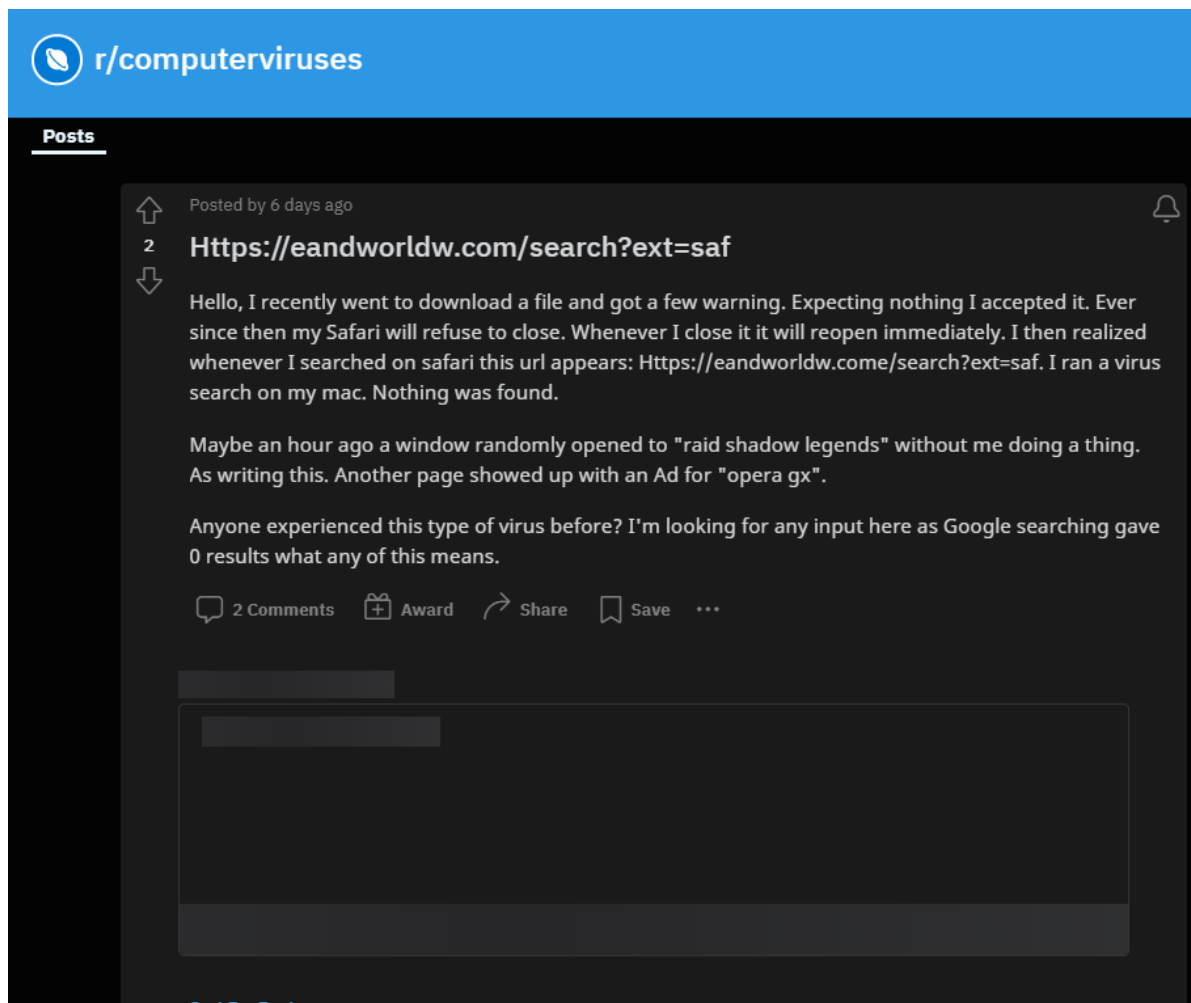 r/computerviruses
Posts
Posted by 6 days ago
2
Https://eandworldw.com/search?ext=saf
Hello, I recently went to download a file and got a few warning. Expecting nothing I accepted it. Ever
since then my Safari will refuse to close. Whenever I close it it will reopen immediately. I then realized
whenever I searched on safari this url appears: Https://eandworldw.come/search?ext=saf. I ran a virus
search on my mac. Nothing was found.
Maybe an hour ago a window randomly opened to "raid shadow legends" without me doing a thing.
As writing this. Another page showed up with an Ad for "opera gx".
Anyone experienced this type of virus before? I'm looking for any input here as Google searching gave
0 results what any of this means.
2 Comments Award Share Save